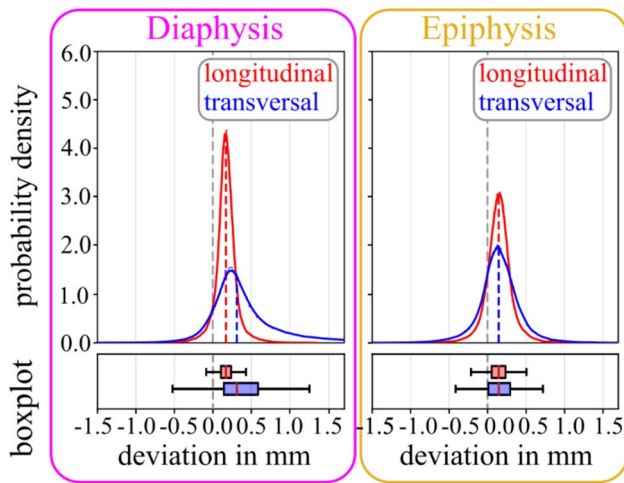 Diaphysis
Epiphysis
6.0
5.0
4.0
3.0
2.0
1.0
0.0
probability density
longitudinal
transversal
longitudinal
transversal
boxplot
-1.5 -1.0 -0.5 0.0 0.5 1.0 1.5
-1.5 -1.0 -0.5 0.0 0.5 1.0 1.5
deviation in mm
deviation in mm